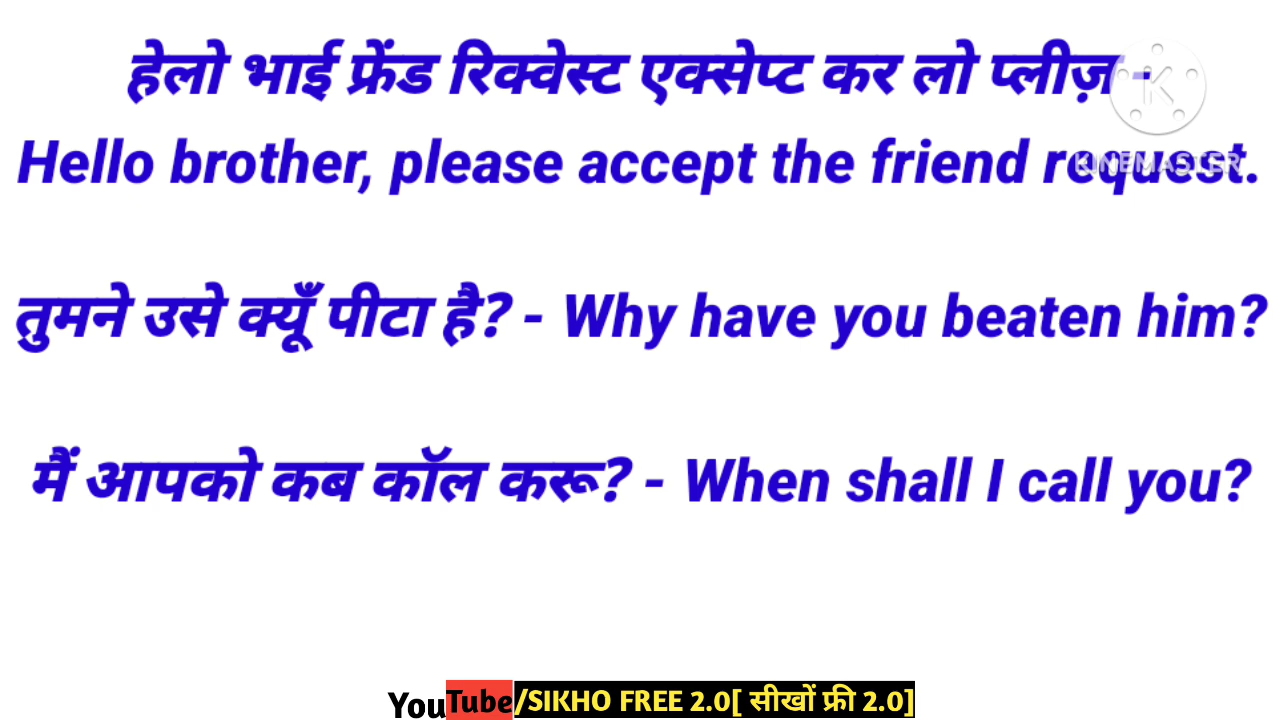 हेलो भाई फ्रेंड रिक्वेस्ट एक्सेप्ट कर लो प्लीज़ -
Hello brother, please accept the friend request.
KINEMASTER
तुमने उसे क्यूँ पीटा है? - Why have you beaten him?
मैं आपको कब कॉल करू? - When shall I call you?
YouTube/SIKHO FREE 2.0[ सीखों फ्री 2.0]